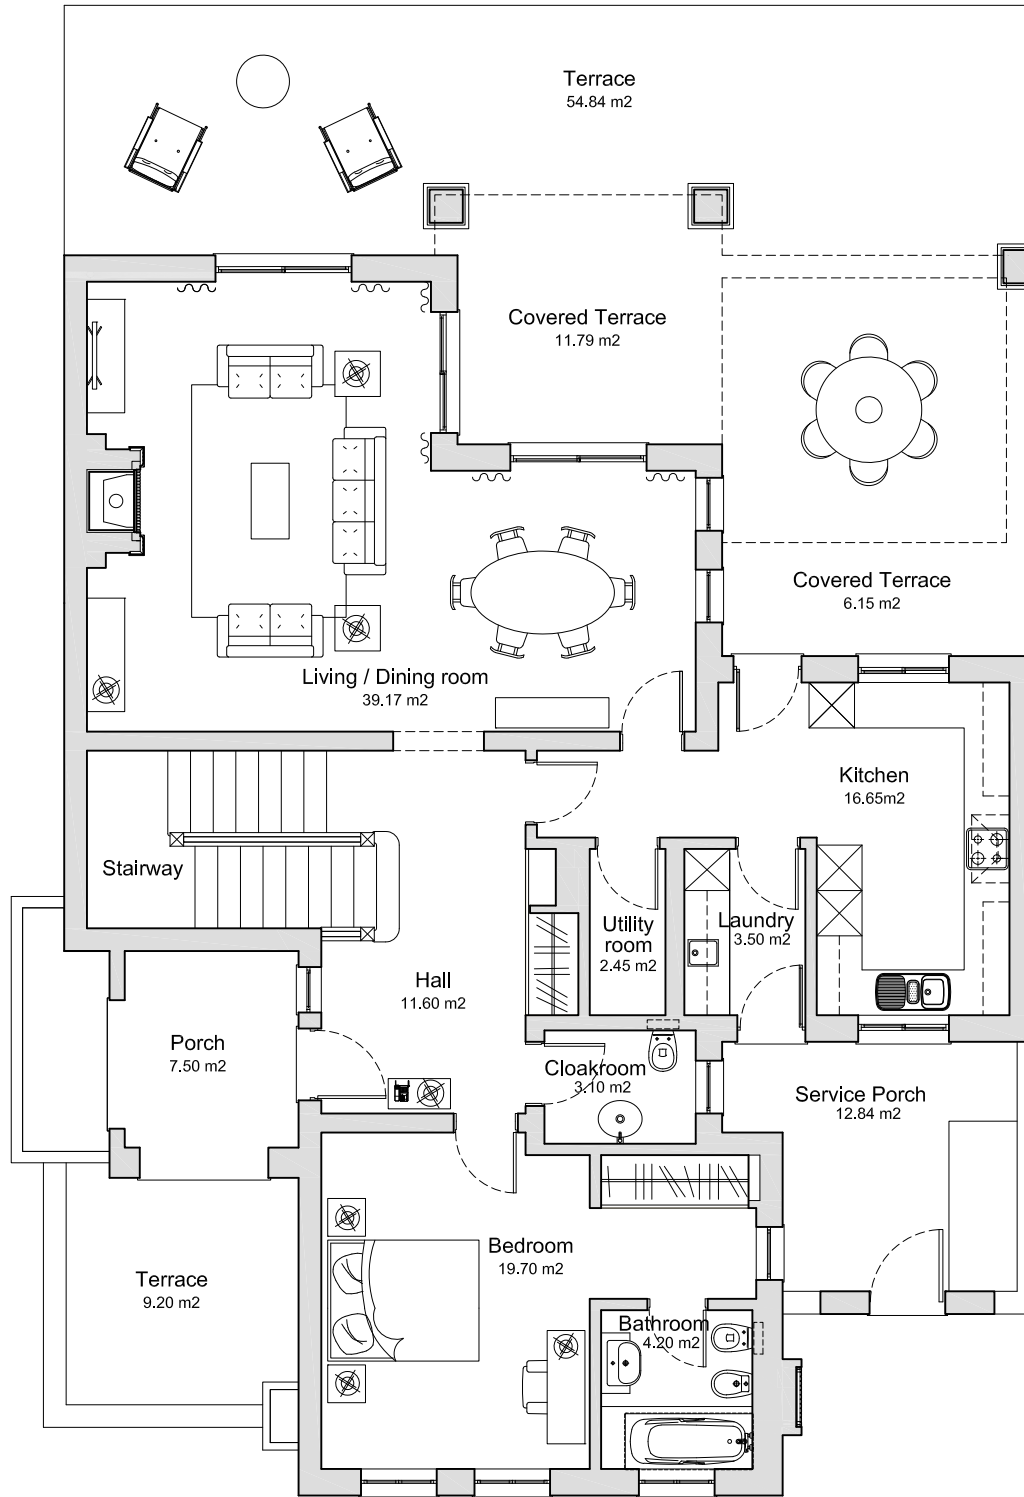 Terrace
54.84 m2
Covered Terrace
11.79 m2
Covered Terrace
6.15 m2
Living / Dining room
39.17 m2
Kitchen
16.65m2
Stairway
Utility
room
2.45 m2
Laundry
3.50 m2
Hall
11.60 m2
Porch
7.50 m2
Cloakroom
3.10 m2
Service Porch
12.84 m2
Bedroom
19.70 m2
Terrace
9.20 m2
Bathroom
4.20 m2